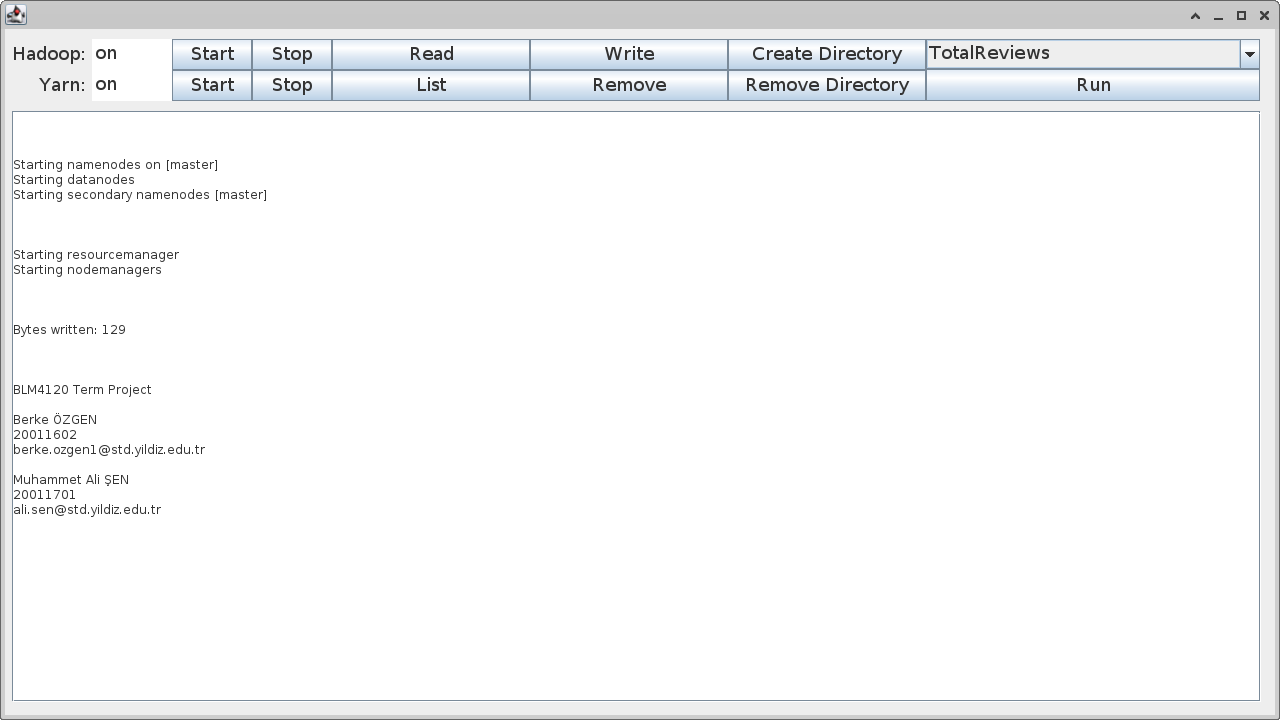 Hadoop: on Start Stop Read Write Create Directory TotalReviews
Yarn: on Start Stop List Remove Remove Directory Run
Starting namenodes on [master]
Starting datanodes
Starting secondary namenodes [master]
Starting resourcemanager
Starting nodemanagers
Bytes written: 129
BLM4120 Term Project
Berke ÖZGEN
20011602
berke.ozgen1@std.yildiz.edu.tr
Muhammet Ali ŞEN
20011701
ali.sen@std.yildiz.edu.tr